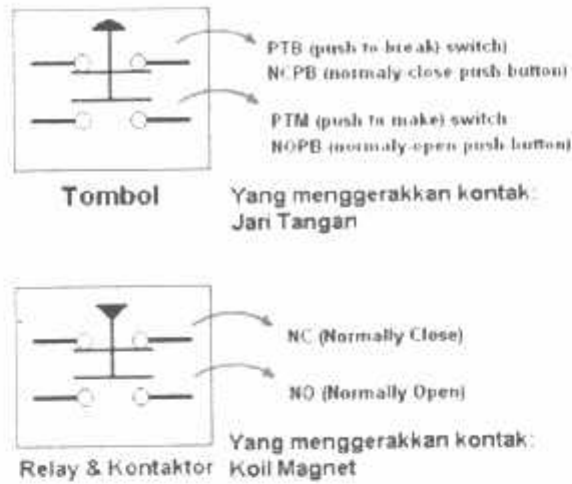 PTB (push to break) switch)
NCPB (normaly close push button)
PTM (push to make) switch
NOPB (normaly open push button)
Tombol
Yang menggerakkan kontak:
Jari Tangan
NC (Normally Close)
NO (Normally Open)
Relay & Kontaktor
Yang menggerakkan kontak:
Koil Magnet